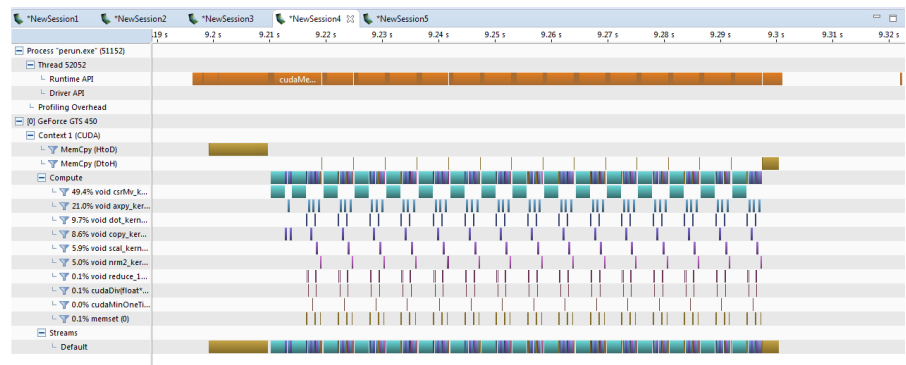 *NewSession1 *NewSession2 *NewSession3 *NewSession4 *NewSession5
9.2 s 9.21 s 9.22 s 9.23 s 9.24 s 9.25 s 9.26 s 9.27 s 9.28 s 9.29 s 9.3 s 9.31 s 9.32 s
Process "perun.exe" (51152)
Thread 52052
Runtime API cudaMe...
Driver API
Profiling Overhead
[0] GeForce GTS 450
Context 1 (CUDA)
MemCpy (HtoD)
MemCpy (DtoH)
Compute
49.4% void csrMv_k...
21.0% void axpy_ker...
9.7% void dot_kern...
8.6% void copy_ker...
5.9% void scal_kern...
5.0% void nrm2_ker...
0.1% void reduce_1...
0.1% cudaDiv(float*...
0.0% cudaMinOneTi...
0.1% memset (0)
Streams
Default